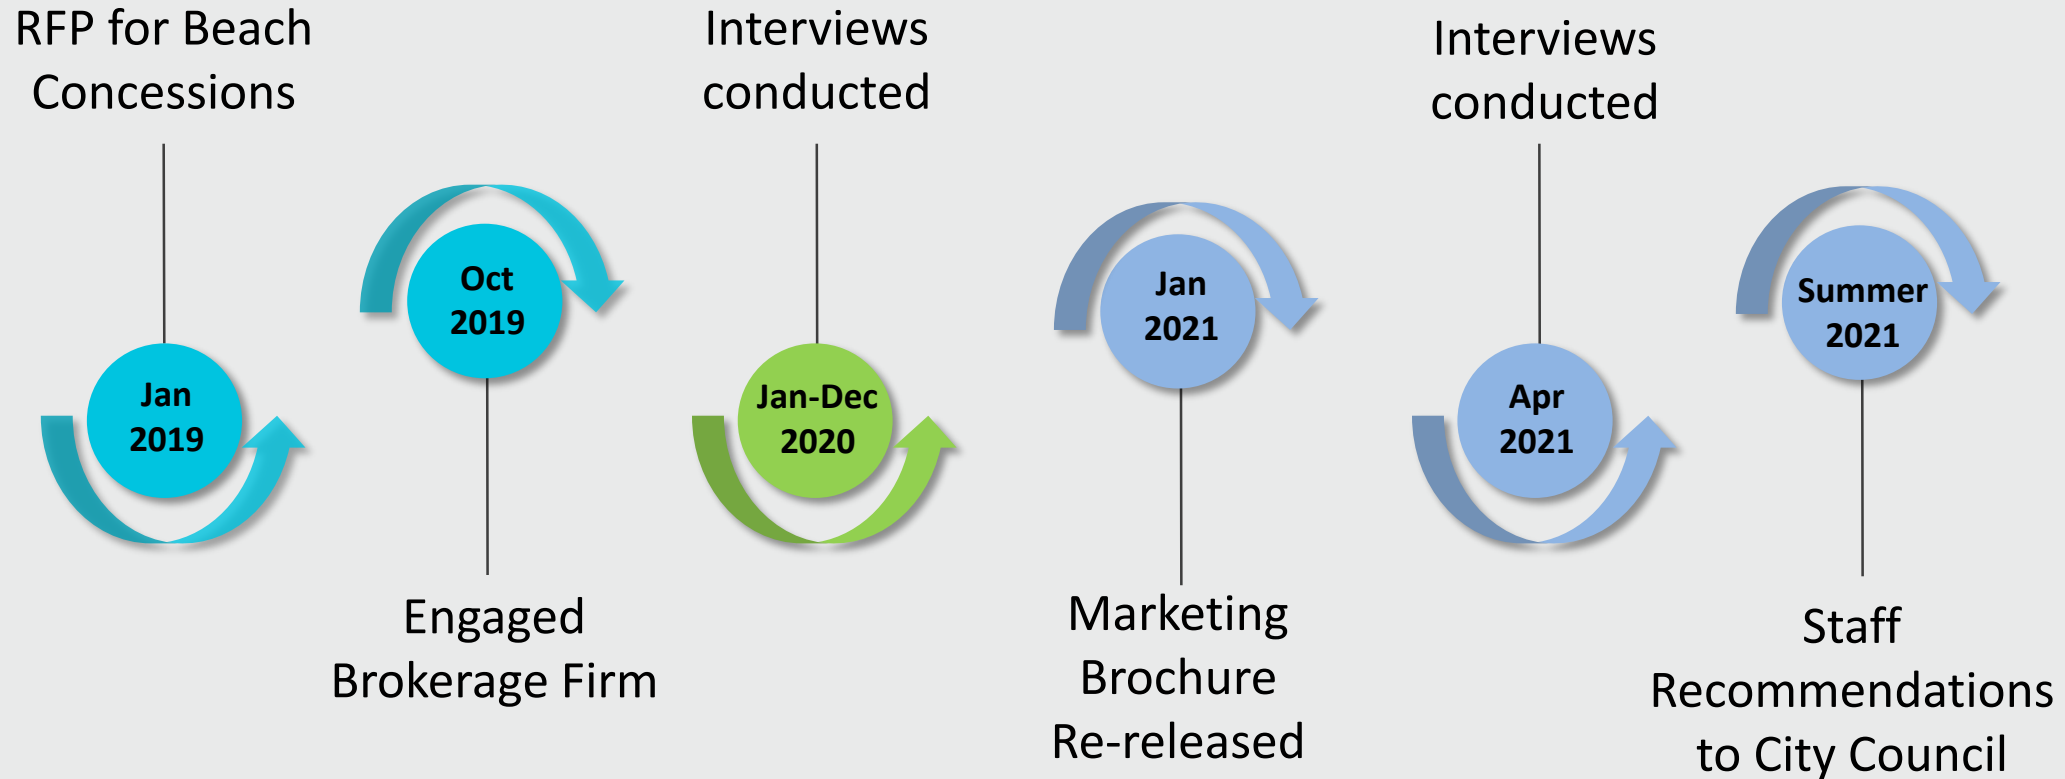 RFP for Beach
Concessions
Jan
2019
Oct
2019
Engaged
Brokerage Firm
Interviews
conducted
Jan-Dec
2020
Jan
2021
Marketing
Brochure
Re-released
Interviews
conducted
Apr
2021
Summer
2021
Staff
Recommendations
to City Council